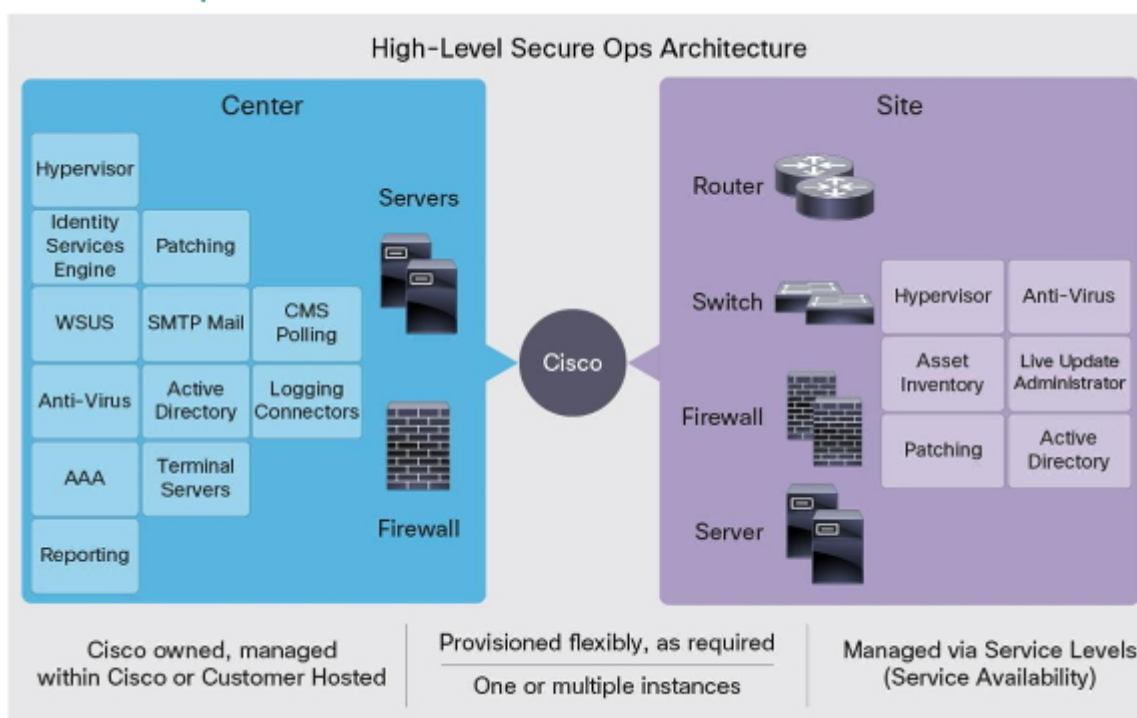 High-Level Secure Ops Architecture
Center
Hypervisor
Identity
Services
Engine
Patching
WSUS
SMTP Mail
CMS
Polling
Anti-Virus
Active
Directory
Logging
Connectors
AAA
Terminal
Servers
Reporting
Servers
Firewall
Cisco
Site
Router
Switch
Firewall
Server
Hypervisor
Anti-Virus
Asset
Inventory
Live Update
Administrator
Patching
Active
Directory
Cisco owned, managed
within Cisco or Customer Hosted
Provisioned flexibly, as required
One or multiple instances
Managed via Service Levels
(Service Availability)